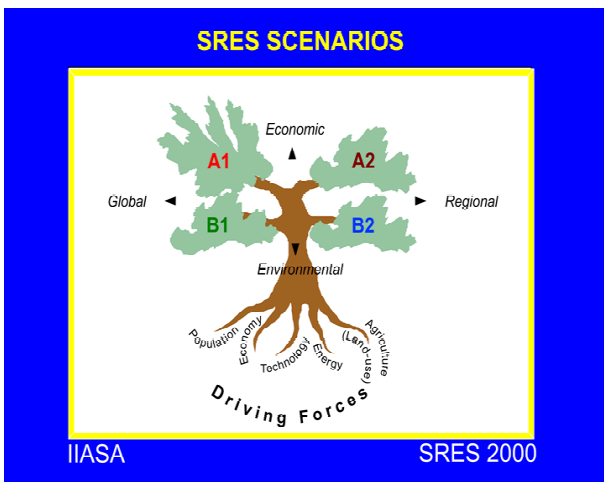 SRES SCENARIOS
Economic
A1
A2
Global
Regional
B1
B2
Environmental
Population
Economy
Technology
Energy
Agriculture
(Land-use)
Driving Forces
IIASA
SRES 2000